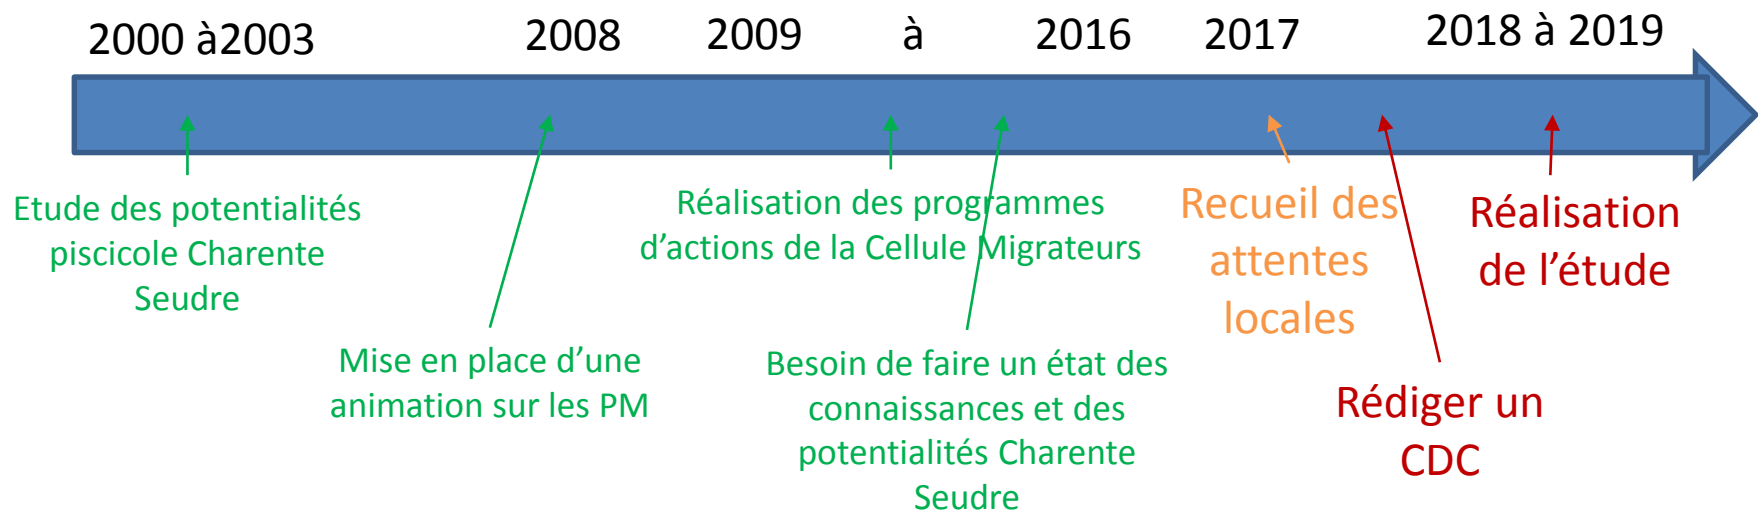 2000 à2003 2008 2009 à 2016 2017 2018 à 2019
Etude des potentialités
piscicole Charente
Seudre
Mise en place d’une
animation sur les PM
Réalisation des programmes
d’actions de la Cellule Migrateurs
Besoin de faire un état des
connaissances et des
potentialités Charente
Seudre
Recueil des
attentes
locales
Rédiger un
CDC
Réalisation
de l’étude